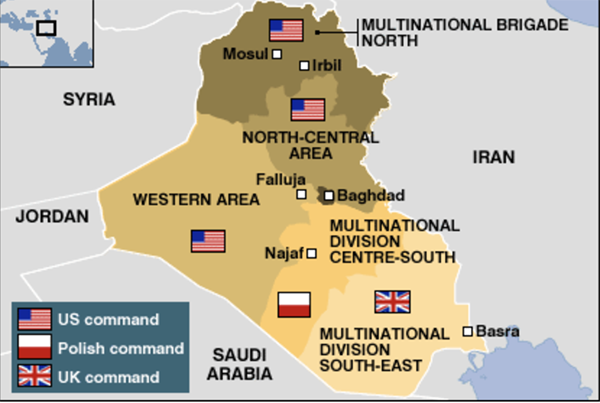 MULTINATIONAL BRIGADE
NORTH
Mosul
Irbil
SYRIA
NORTH-CENTRAL
AREA
IRAN
Falluja
WESTERN AREA
Baghdad
JORDAN
MULTINATIONAL
DIVISION
CENTRE-SOUTH
Najaf
US command
Polish command
UK command
MULTINATIONAL
DIVISION
SOUTH-EAST
Basra
SAUDI
ARABIA